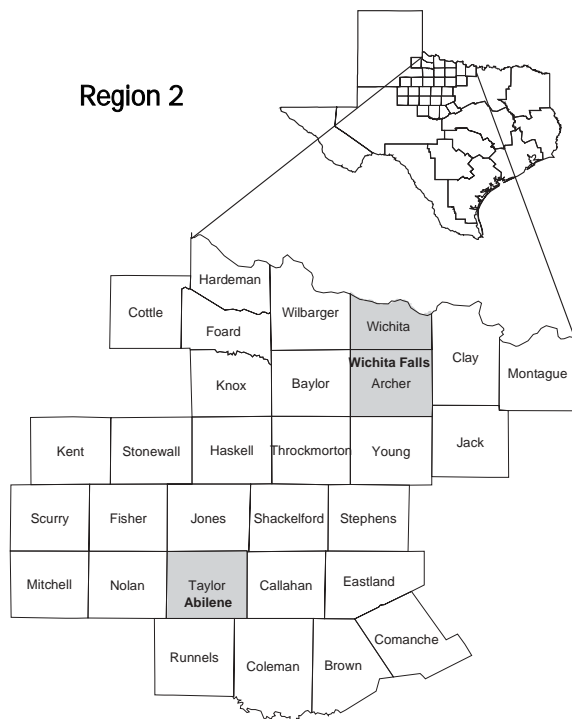 Region 2
Hardeman
Cottle
Wilbarger
Wichita
Foard
Clay
Wichita Falls
Montague
Knox
Baylor
Archer
Kent
Stonewall
Haskell
Throckmorton
Young
Jack
Scurry
Fisher
Jones
Shackelford
Stephens
Mitchell
Nolan
Taylor
Callahan
Eastland
Abilene
Comanche
Runnels
Coleman
Brown